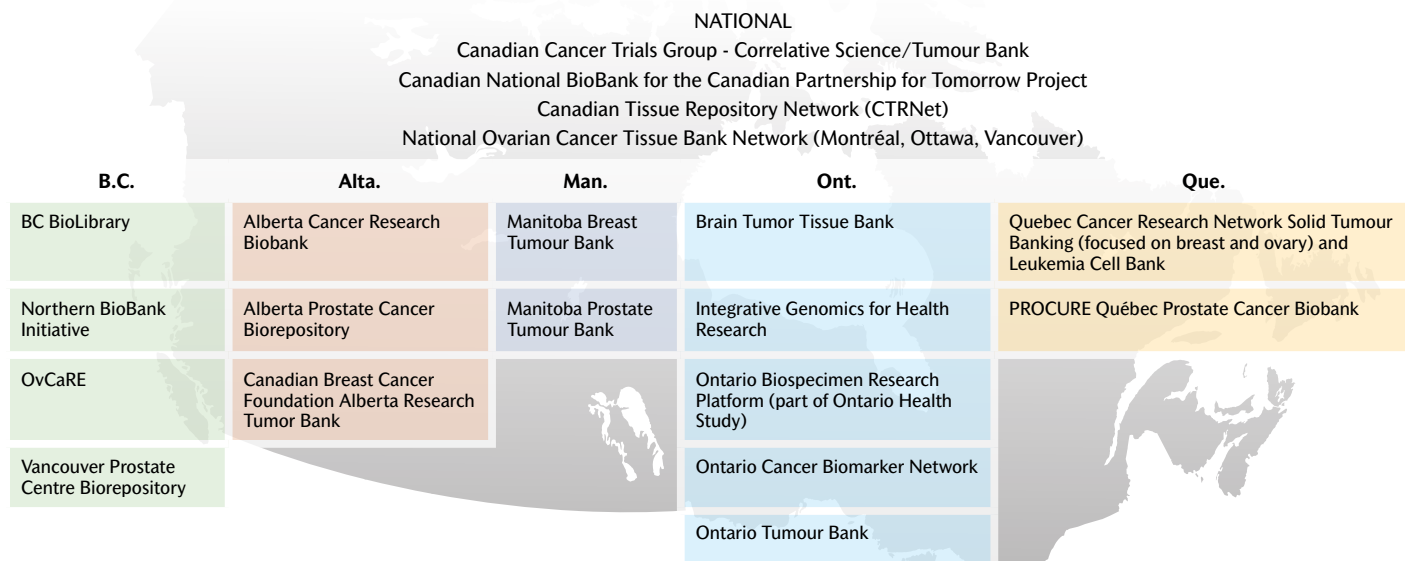 NATIONAL
Canadian Cancer Trials Group - Correlative Science/Tumour Bank
Canadian National BioBank for the Canadian Partnership for Tomorrow Project
Canadian Tissue Repository Network (CTRNet)
National Ovarian Cancer Tissue Bank Network (Montréal, Ottawa, Vancouver)
B.C.
BC BioLibrary
Northern BioBank
Initiative
OvCaRE
Vancouver Prostate
Centre Biorepository
Alta.
Alberta Cancer Research
Biobank
Alberta Prostate Cancer
Biorepository
Canadian Breast Cancer
Foundation Alberta Research
Tumor Bank
Man.
Manitoba Breast
Tumour Bank
Manitoba Prostate
Tumour Bank
Ont.
Brain Tumor Tissue Bank
Integrative Genomics for Health
Research
Ontario Biospecimen Research
Platform (part of Ontario Health
Study)
Ontario Cancer Biomarker Network
Ontario Tumour Bank
Que.
Quebec Cancer Research Network Solid Tumour
Banking (focused on breast and ovary) and
Leukemia Cell Bank
PROCURE Québec Prostate Cancer Biobank